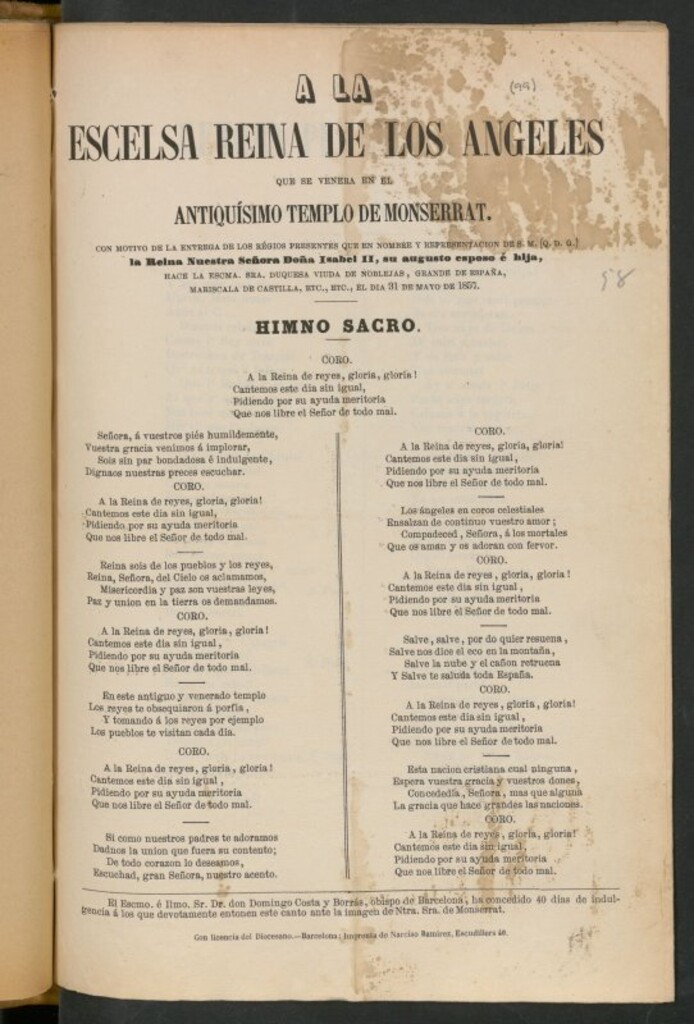 A LA
(99)
ESCELSA REINA DE LOS ANGELES
QUE SE VENERA EN EL
ANTIQUÍSIMO TEMPLO DE MONSERRAT.
CON MOTIVO DE LA ENTREGA DE LOS RÉGIOS PRESENTES QUE EN NOMBRE Y REPRESENTACION DE S. M. (Q. D. G.)
la Reina Nuestra Señora Doña Isabel II, su augusto esposo é hija,
HACE LA ESCMA. SRA. DUQUESA VIUDA DE NOBLEJAS, GRANDE DE ESPAÑA,
MARISCALA DE CASTILLA, ETC., ETC., EL DIA 31 DE MAYO DE 1857.
58
HIMNO SACRO.
CORO.
A la Reina de reyes, gloria, gloria!
Cantemos este dia sin igual,
Pidiendo por su ayuda meritoria
Que nos libre el Señor de todo mal.
Señora, á vuestros piés humildemente,
Vuestra gracia venimos á implorar,
Sois sin par bondadosa é indulgente,
Dignaos nuestras preces escuchar.
CORO.
A la Reina de reyes, gloria, gloria!
Cantemos este dia sin igual,
Pidiendo por su ayuda meritoria
Que nos libre el Señor de todo mal.
Reina sois de los pueblos y los reyes,
Reina, Señora, del Cielo os aclamamos,
Misericordia y paz son vuestras leyes,
Paz y union en la tierra os demandamos.
CORO.
A la Reina de reyes, gloria, gloria!
Cantemos este dia sin igual,
Pidiendo por su ayuda meritoria
Que nos libre el Señor de todo mal.
En este antiguo y venerado templo
Los reyes te obsequiaron á porfia,
Y tomando á los reyes por ejemplo
Los pueblos te visitan cada dia.
CORO.
A la Reina de reyes, gloria, gloria!
Cantemos este dia sin igual,
Pidiendo por su ayuda meritoria
Que nos libre el Señor de todo mal.
Si como nuestros padres te adoramos
Dadnos la union que fuera su contento;
De todo corazon lo deseamos,
Escuchad, gran Señora, nuestro acento.
CORO.
A la Reina de reyes, gloria, gloria!
Cantemos este dia sin igual,
Pidiendo por su ayuda meritoria
Que nos libre el Señor de todo mal.
Los ángeles en coros celestiales
Ensalzan de continuo vuestro amor;
Compadeced, Señora, á los mortales
Que os aman y os adoran con fervor.
CORO.
A la Reina de reyes, gloria, gloria!
Cantemos este dia sin igual,
Pidiendo por su ayuda meritoria
Que nos libre el Señor de todo mal.
Salve, salve, por do quier resuena,
Salve nos dice el eco en la montaña,
Salve la nube y el cañon retruena
Y Salve te saluda toda España.
CORO.
A la Reina de reyes, gloria, gloria!
Cantemos este dia sin igual,
Pidiendo por su ayuda meritoria
Que nos libre el Señor de todo mal.
Esta nacion cristiana cual ninguna,
Espera vuestra gracia y vuestros dones,
Concededla, Señora, mas que alguna
La gracia que hace grandes las naciones.
CORO.
A la Reina de reyes, gloria, gloria!
Cantemos este dia sin igual,
Pidiendo por su ayuda meritoria
Que nos libre el Señor de todo mal.
El Escmo. é Ilmo. Sr. Dr. don Domingo Costa y Borrás, obispo de Barcelona, ha concedido 40 dias de indul-
gencia á los que devotamente entonen este canto ante la imágen de Ntra. Sra. de Monserrat.
Con licencia del Diocesano.—Barcelona: Imprenta de Narciso Ramirez, Escudillers 40.